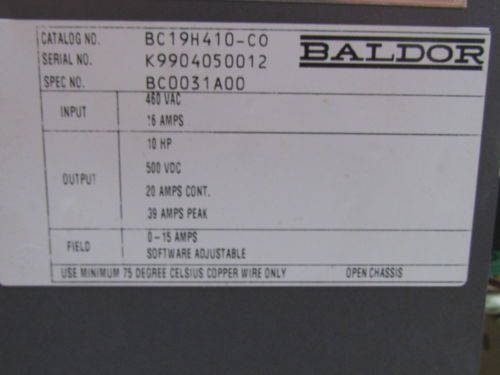 CATALOG NO. BC19H410-CO BALDOR
SERIAL NO. K9904050012
SPEC NO. BC0031A00
INPUT 460 VAC
16 AMPS
OUTPUT 10 HP
500 VDC
20 AMPS CONT.
39 AMPS PEAK
FIELD 0-15 AMPS
SOFTWARE ADJUSTABLE
USE MINIMUM 75 DEGREE CELSIUS COPPER WIRE ONLY OPEN CHASSIS